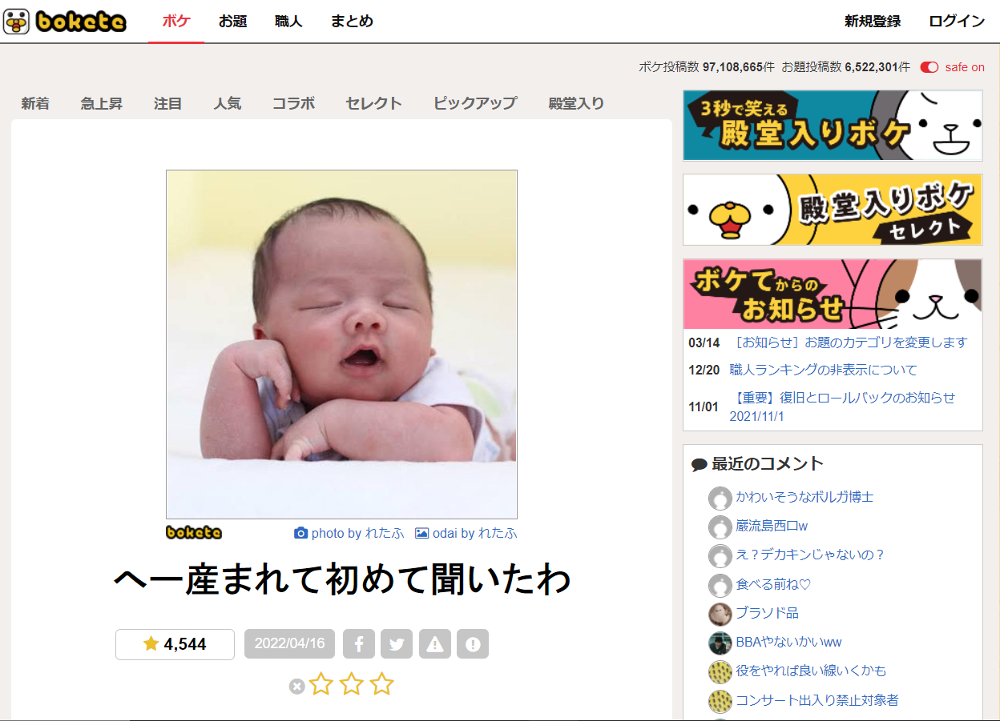 bokete
ボケ お題 職人 まとめ 新規登録 ログイン
ボケ投稿数 97,108,665件 お題投稿数 6,522,301件 safe on
新着 急上昇 注目 人気 コラボ セレクト ピックアップ 殿堂入り
bokete
photo by れたふ odai by れたふ
へー産まれて初めて聞いたわ
4,544
2022/04/16
3秒で笑える
殿堂入りボケ
殿堂入りボケ
セレクト
ボケてからの
お知らせ
03/14 ［お知らせ］お題のカテゴリを変更します
12/20 職人ランキングの非表示について
11/01 【重要】復旧とロールバックのお知らせ
2021/11/1
最近のコメント
かわいそうなボルガ博士
巌流島西口w
え？デカキンじゃないの？
食べる前ね♡
ブラソド品
BBAやないかいww
役をやれば良い線いくかも
コンサート出入り禁止対象者